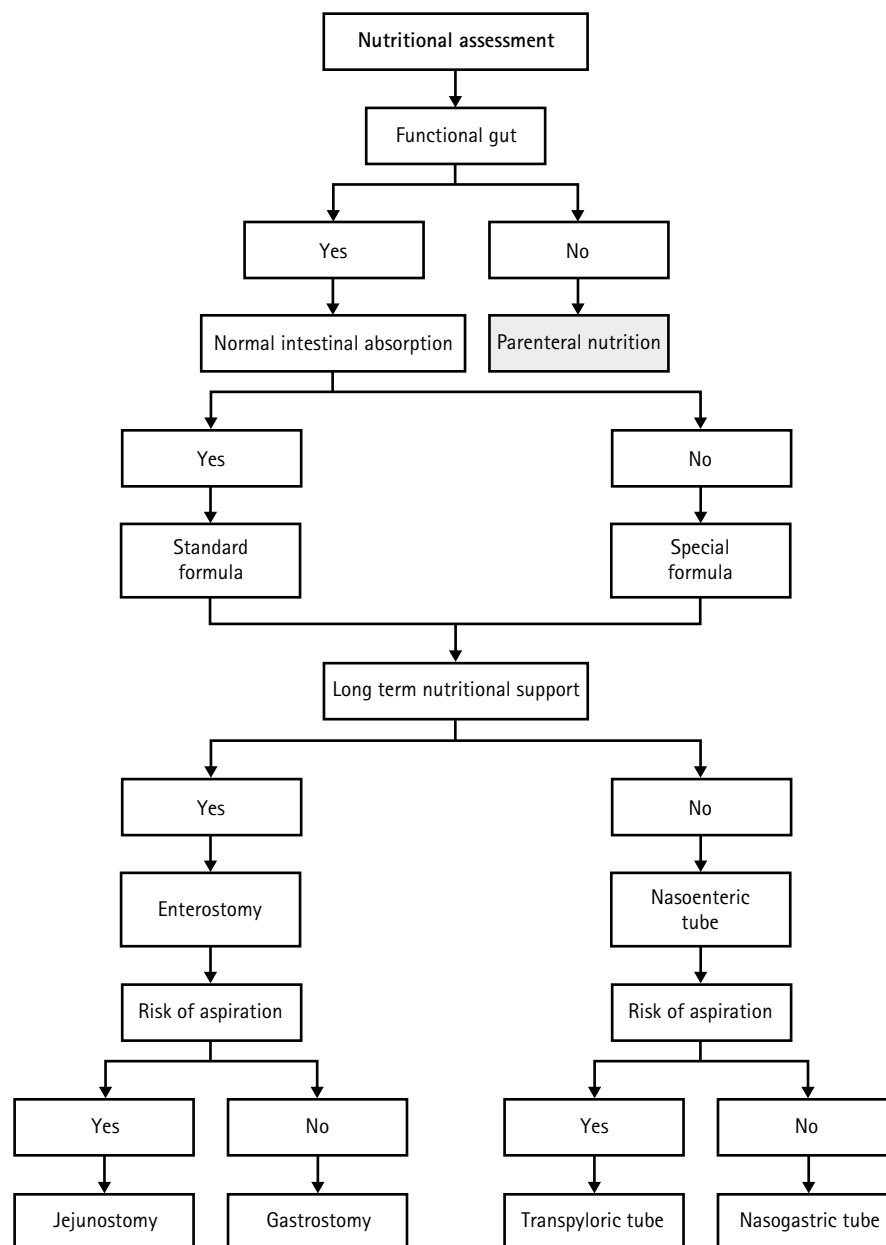 Nutritional assessment
Functional gut
Yes
No
Normal intestinal absorption
Parenteral nutrition
Yes
No
Standard
formula
Special
formula
Long term nutritional support
Yes
No
Enterostomy
Nasoenteric
tube
Risk of aspiration
Risk of aspiration
Yes
No
Yes
No
Jejunostomy
Gastrostomy
Transpyloric tube
Nasogastric tube